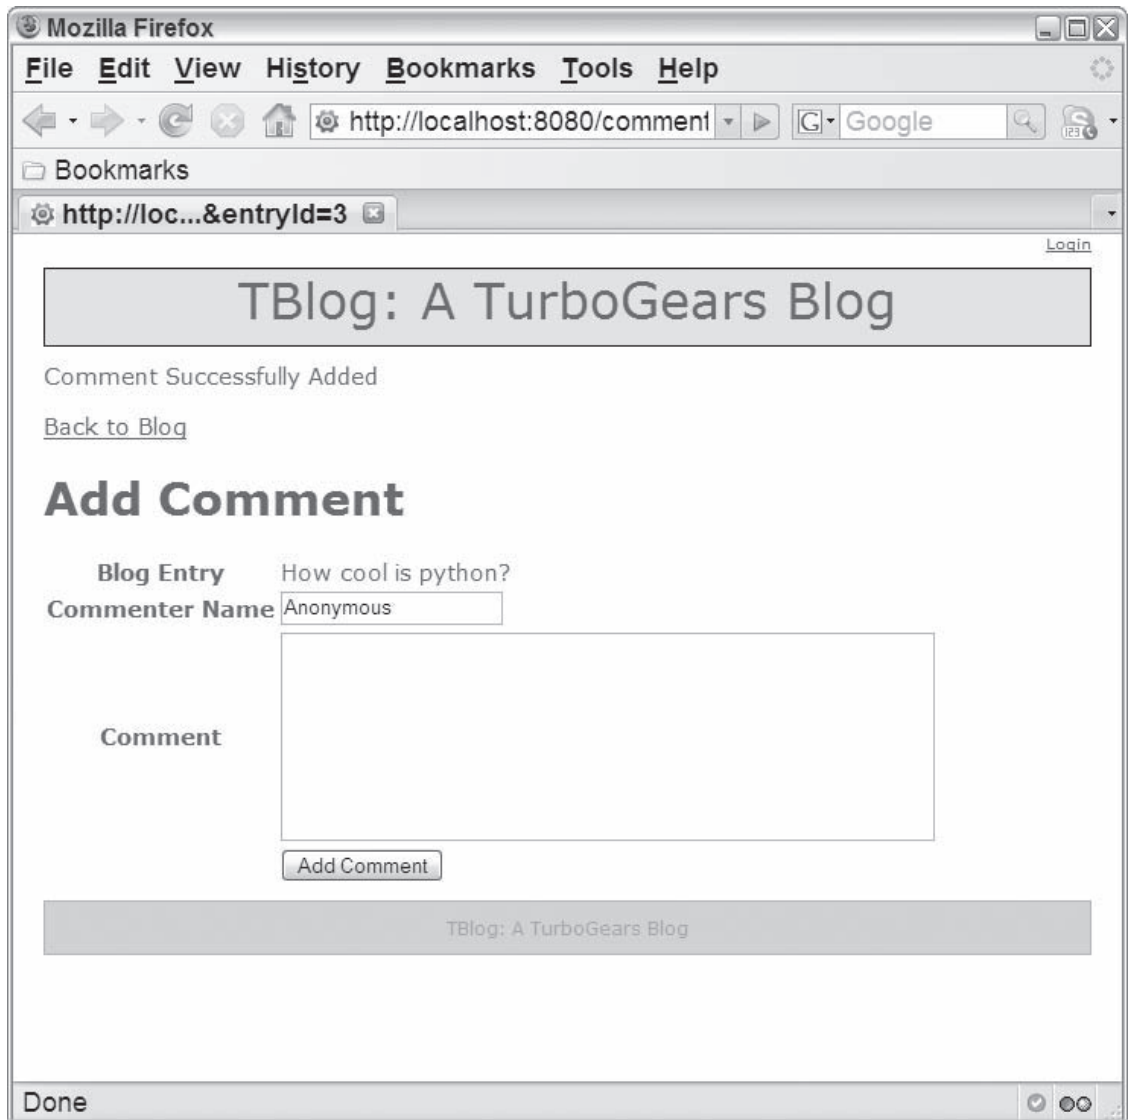 Mozilla Firefox
File Edit View History Bookmarks Tools Help
http://localhost:8080/comment G Google 123
Bookmarks
http://loc...&entryId=3
Login
TBlog: A TurboGears Blog
Comment Successfully Added
Back to Blog
Add Comment
Blog Entry How cool is python?
Commenter Name Anonymous
Comment
Add Comment
TBlog: A TurboGears Blog
Done